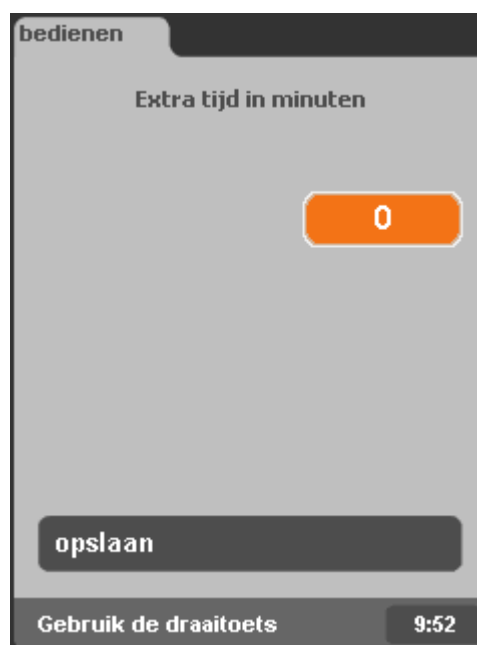 bedienen
Extra tijd in minuten
0
opslaan
Gebruik de draaitoets 9:52